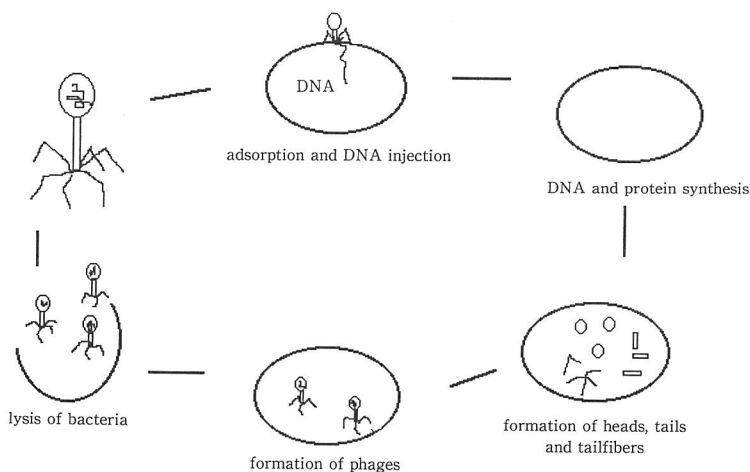 DNA
adsorption and DNA injection
DNA and protein synthesis
formation of heads, tails
and tailfibers
formation of phages
lysis of bacteria